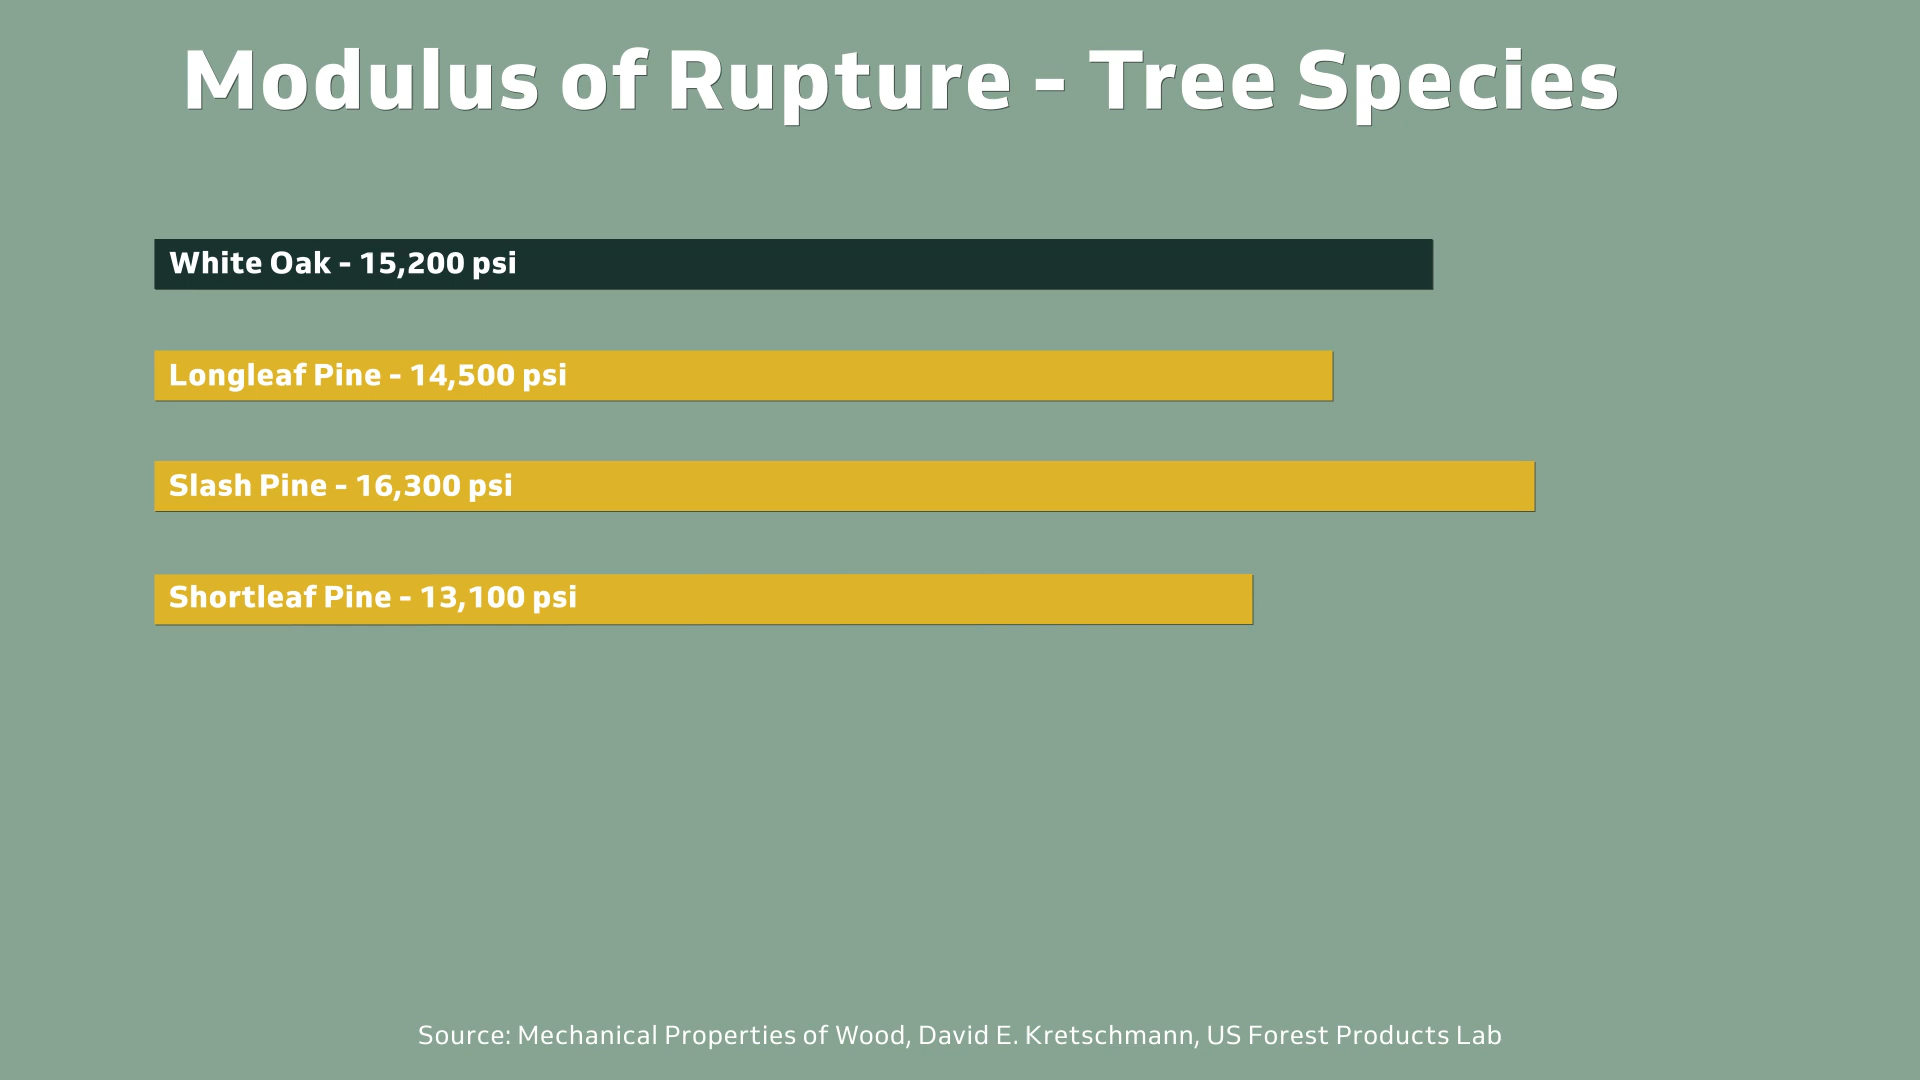 Modulus of Rupture - Tree Species
White Oak - 15,200 psi
Longleaf Pine - 14,500 psi
Slash Pine - 16,300 psi
Shortleaf Pine - 13,100 psi
Source: Mechanical Properties of Wood, David E. Kretschmann, US Forest Products Lab